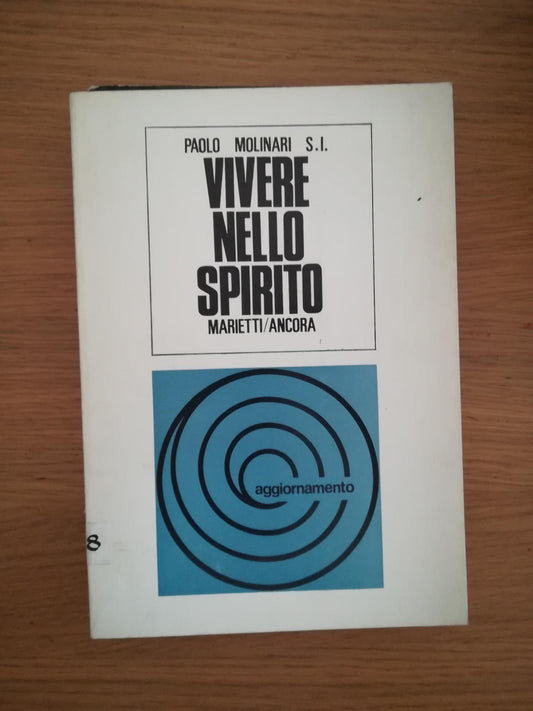 PAOLO MOLINARI S.I.
VIVERE
NELLO
SPIRITO
MARIETTI/ANCORA
aggiornamento
8